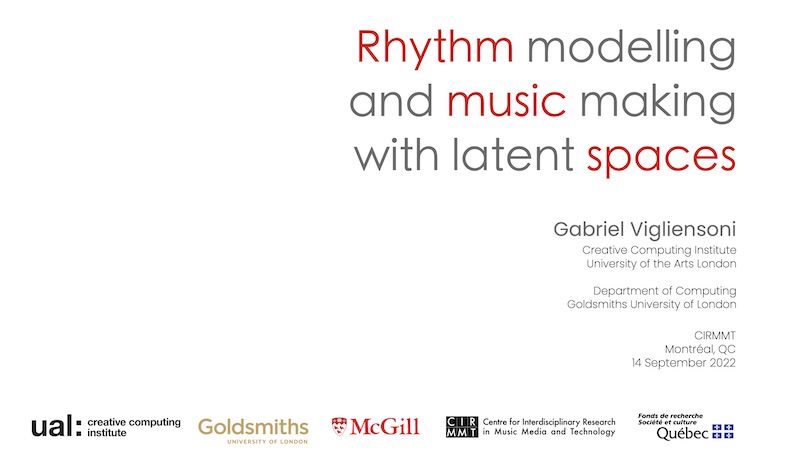 Rhythm modelling
and music making
with latent spaces
Gabriel Vigliensoni
Creative Computing Institute
University of the Arts London
Department of Computing
Goldsmiths University of London
CIRMMT
Montréal, QC
14 September 2022
ual: creative computing
institute
Goldsmiths
UNIVERSITY OF LONDON
McGill
CIR
MMT
Centre for Interdisciplinary Research
in Music Media and Technology
Fonds de recherche
Société et culture
Québec